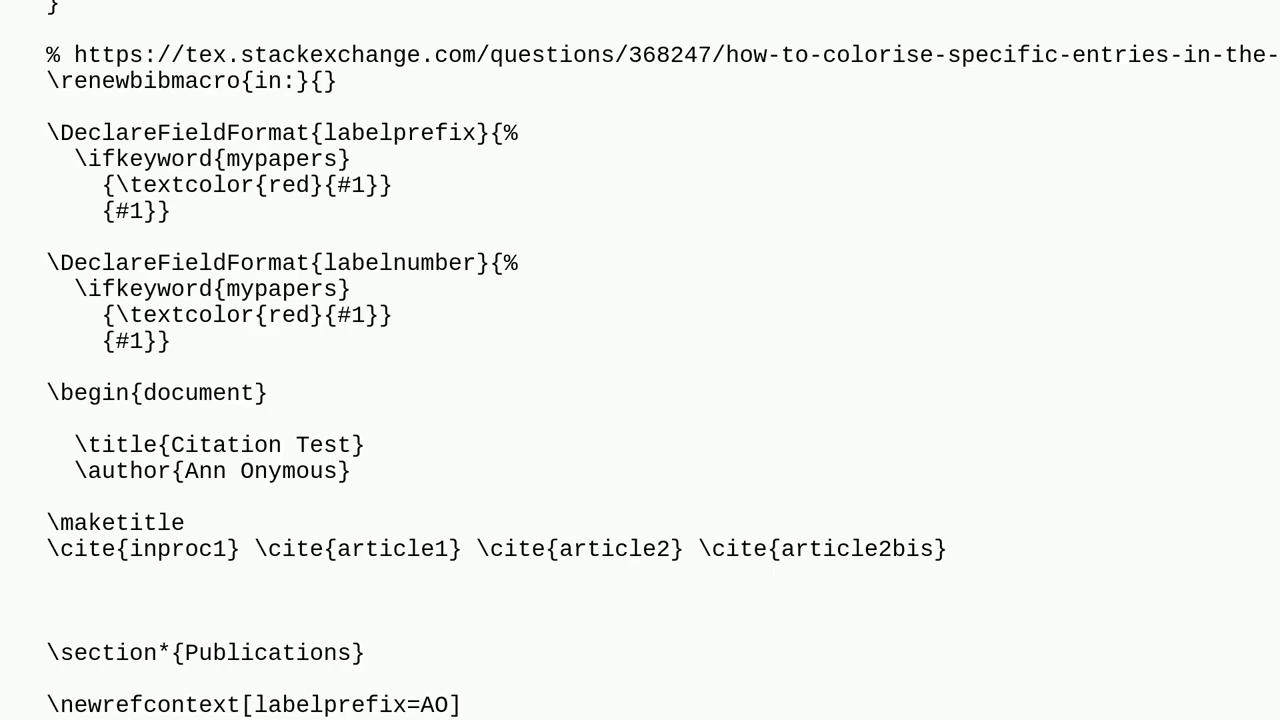 }
% https://tex.stackexchange.com/questions/368247/how-to-colorise-specific-entries-in-the-
\renewbibmacro{in:}{}
\DeclareFieldFormat{labelprefix}{%
\ifkeyword{mypapers}
{\textcolor{red}{#1}}
{#1}}
\DeclareFieldFormat{labelnumber}{%
\ifkeyword{mypapers}
{\textcolor{red}{#1}}
{#1}}
\begin{document}
\title{Citation Test}
\author{Ann Onymous}
\maketitle
\cite{inproc1} \cite{article1} \cite{article2} \cite{article2bis}
\section*{Publications}
\newrefcontext[labelprefix=AO]